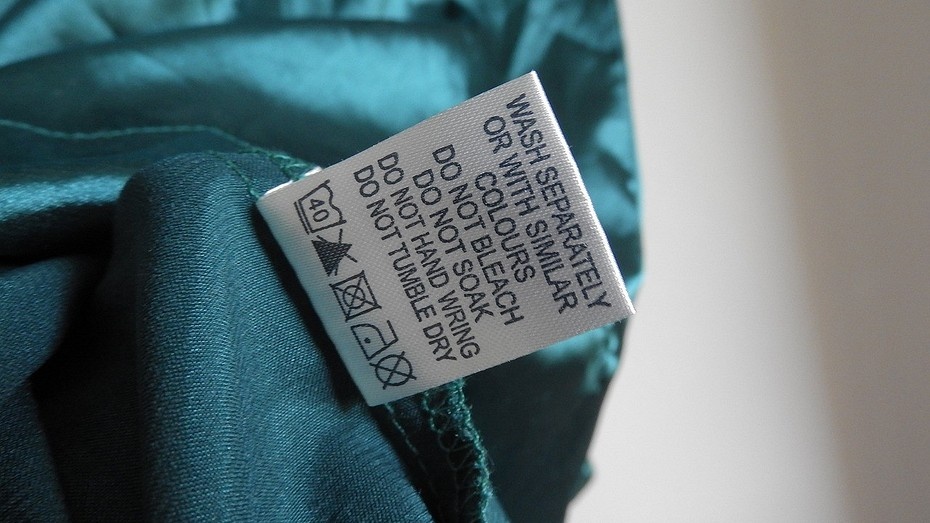 WASH SEPARATELY
OR WITH SIMILAR
COLOURS
DO NOT BLEACH
DO NOT SOAK
DO NOT HAND WRING
DO NOT TUMBLE DRY
40